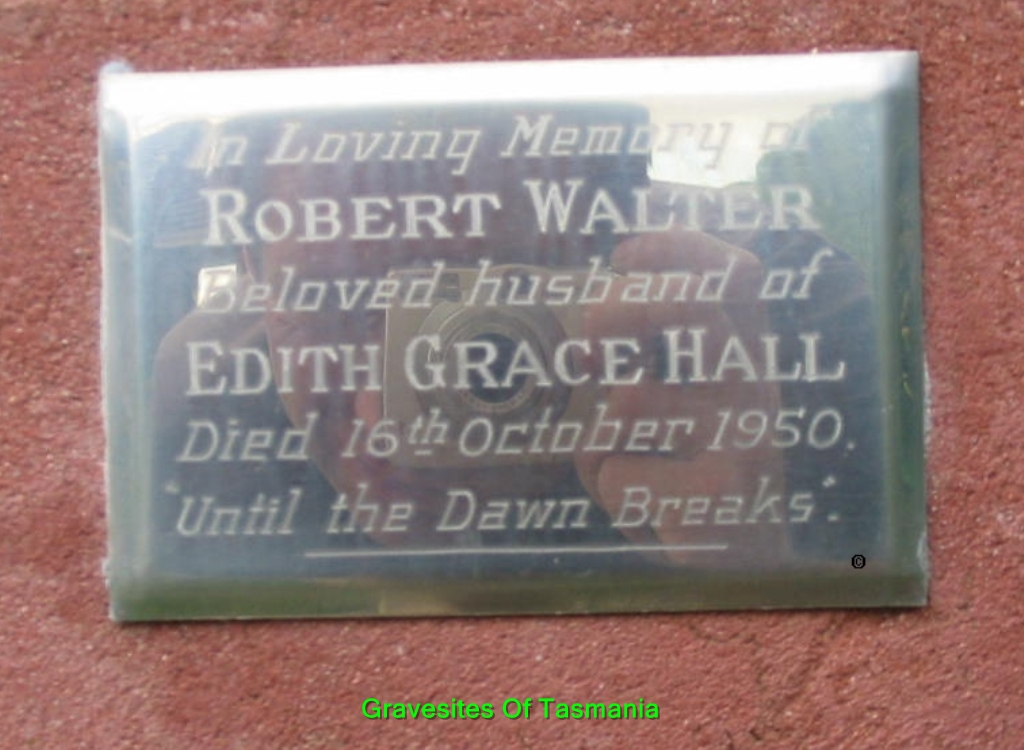 In Loving Memory of
ROBERT WALTER
Beloved husband of
EDITH GRACE HALL
Died 16th October 1950.
"Until the Dawn Breaks".
©
Gravesites Of Tasmania